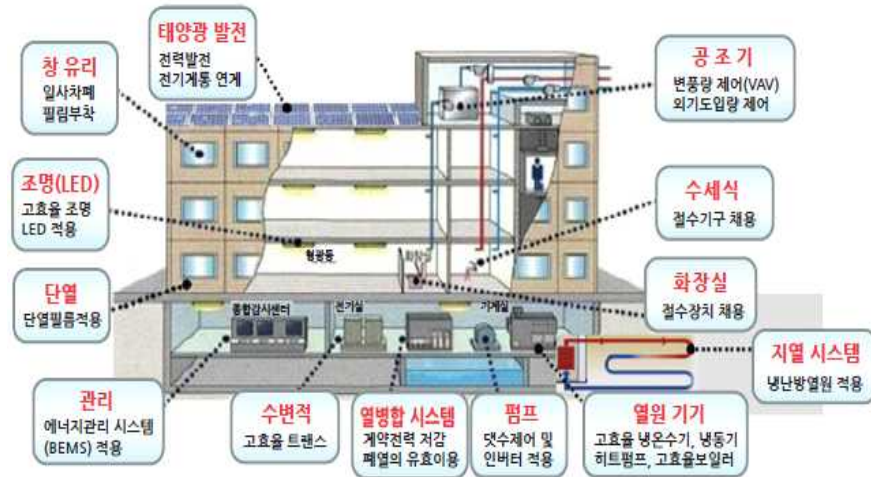 태양광 발전
전력발전
전기계통 연계
창 유리
일사차폐
필림부착
공 조 기
변풍량 제어(VAV)
외기도입량 제어
조명(LED)
고효율 조명
LED 적용
수세식
절수기구 채용
형광등
화장실
단열
단열필름적용
화장실
절수장치 채용
종합감시센터
전기실
기계실
지열 시스템
냉난방열원 적용
관리
에너지관리 시스템
(BEMS) 적용
수변적
고효율 트랜스
열병합 시스템
계약전력 저감
폐열의 유효이용
펌프
댓수제어 및
인버터 적용
열원 기기
고효율 냉온수기, 냉동기
히트펌프, 고효율보일러